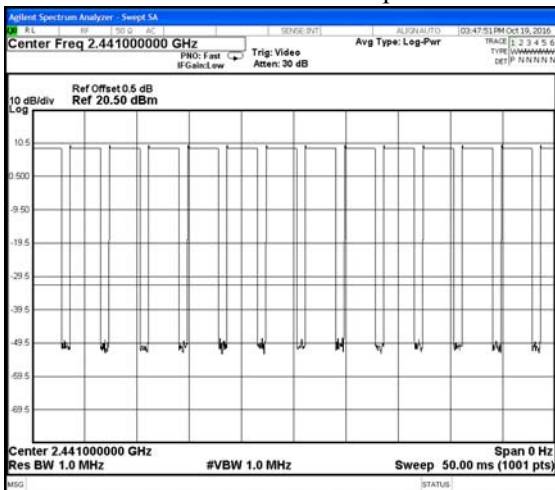 Agilent Spectrum Analyzer - Swept SA
RL RF 50 Ω AC SENSE:INT ALIGN AUTO 03:47:51 PM Oct 19, 2016
Center Freq 2.441000000 GHz
PNO: Fast
IFGain:Low
Trig: Video
Atten: 30 dB
Avg Type: Log-Pwr
TRACE 1 2 3 4 5 6
TYPE
DET P N N N N N
Ref Offset 0.5 dB
10 dB/div Ref 20.50 dBm
Log
10.5
0.500
-9.50
-19.5
-29.5
-39.5
-49.5
-59.5
-69.5
Center 2.441000000 GHz Span 0 Hz
Res BW 1.0 MHz #VBW 1.0 MHz Sweep 50.00 ms (1001 pts)
MSG STATUS